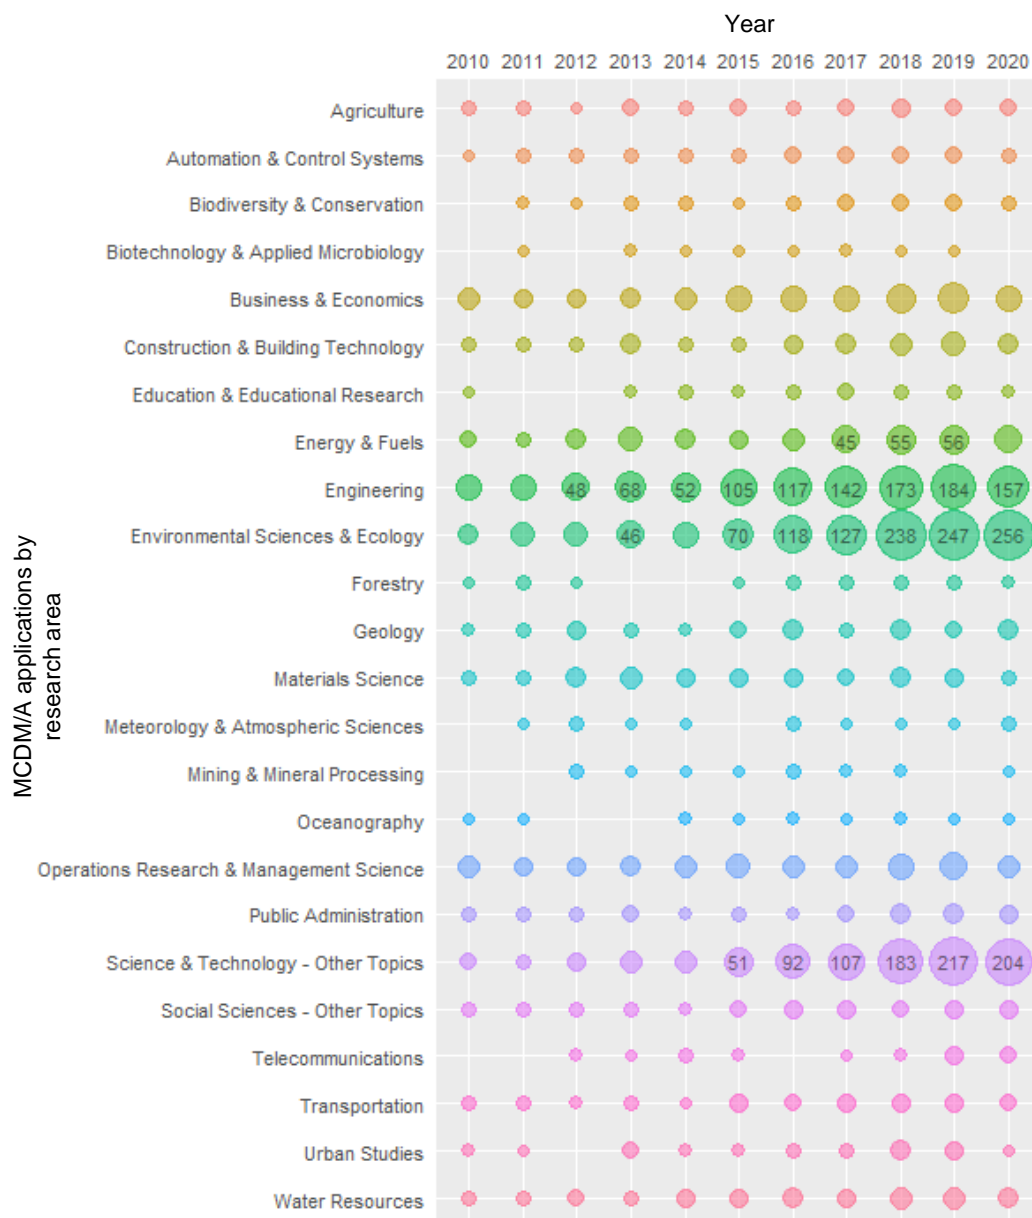 Year
2010 2011 2012 2013 2014 2015 2016 2017 2018 2019 2020
MCDM/A applications by
research area
Agriculture
Automation & Control Systems
Biodiversity & Conservation
Biotechnology & Applied Microbiology
Business & Economics
Construction & Building Technology
Education & Educational Research
Energy & Fuels 45 55 56
Engineering 48 68 52 105 117 142 173 184 157
Environmental Sciences & Ecology 46 70 118 127 238 247 256
Forestry
Geology
Materials Science
Meteorology & Atmospheric Sciences
Mining & Mineral Processing
Oceanography
Operations Research & Management Science
Public Administration
Science & Technology - Other Topics 51 92 107 183 217 204
Social Sciences - Other Topics
Telecommunications
Transportation
Urban Studies
Water Resources